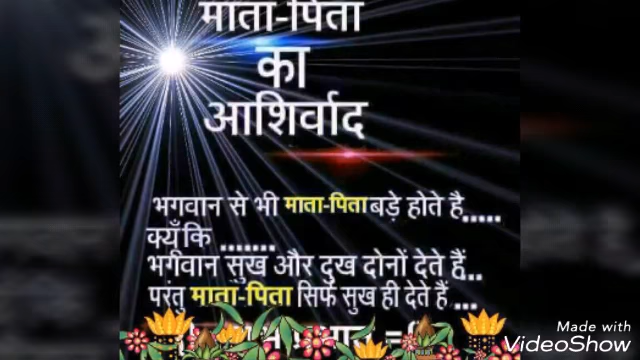 माता-पिता
का
आशिर्वाद
भगवान से भी माता-पिता बड़े होते है.....
क्यूँकि .......
भगवान सुख और दुख दोनों देते हैं..
परंतु माता-पिता सिर्फ सुख ही देते हैं ...
Made with
VideoShow